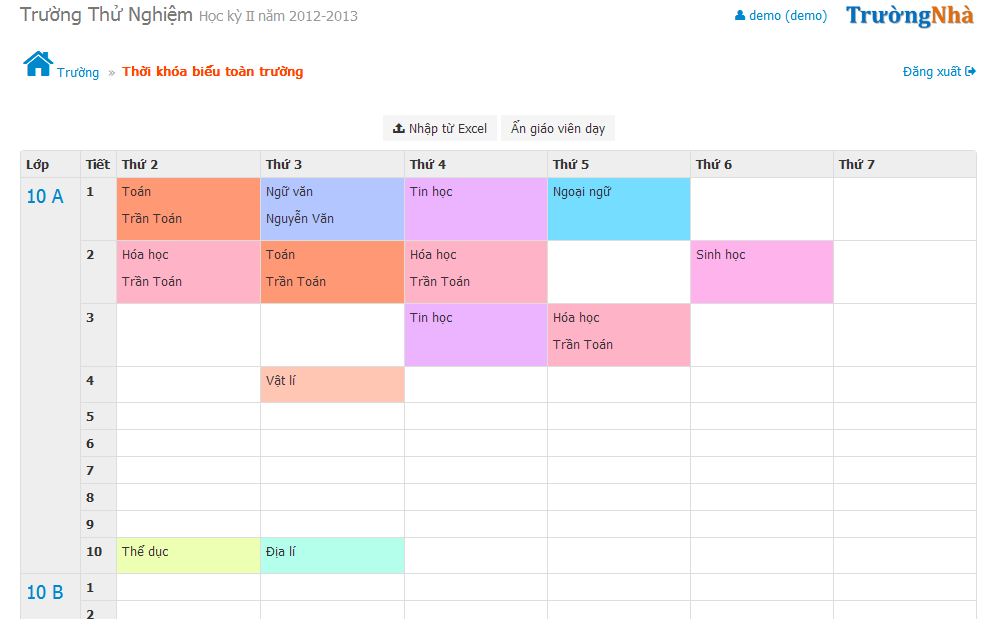 Trường Thử Nghiệm Học kỳ II năm 2012-2013 demo (demo) TrườngNhà
Trường » Thời khóa biểu toàn trường Đăng xuất
Nhập từ Excel Ẩn giáo viên dạy
Lớp Tiết Thứ 2 Thứ 3 Thứ 4 Thứ 5 Thứ 6 Thứ 7
10 A 1 Toán Ngữ văn Tin học Ngoại ngữ
Trần Toán Nguyễn Văn
2 Hóa học Toán Hóa học Sinh học
Trần Toán Trần Toán Trần Toán
3 Tin học Hóa học
Trần Toán
4 Vật lí
5
6
7
8
9
10 Thể dục Địa lí
10 B 1
2